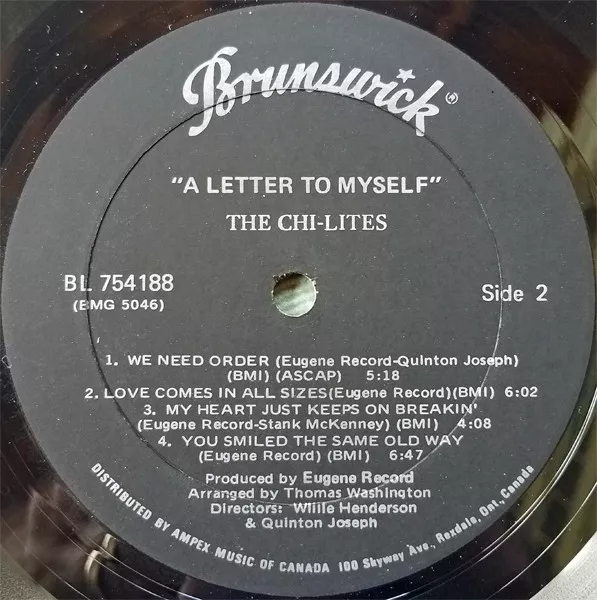 Brunswick®
"A LETTER TO MYSELF"
THE CHI-LITES
BL 754188
(BMG 5046)
Side 2
1. WE NEED ORDER (Eugene Record-Quinton Joseph)
(BMI) (ASCAP) 5:18
2. LOVE COMES IN ALL SIZES(Eugene Record)(BMI) 6:02
3. MY HEART JUST KEEPS ON BREAKIN'
(Eugene Record-Stank McKenney) (BMI) 4:08
4. YOU SMILED THE SAME OLD WAY
(Eugene Record) (BMI) 6:47
Produced by Eugene Record
Arranged by Thomas Washington
Directors: Wlille Henderson
& Quinton Joseph
DISTRIBUTED BY AMPEX MUSIC OF CANADA 100 Skyway Ave., Rexdale, Ont., Canada